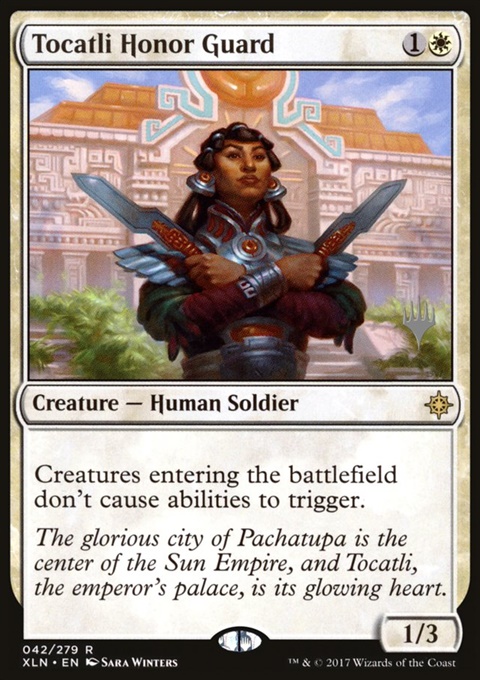 Tocatli Honor Guard 1
Creature — Human Soldier
Creatures entering the battlefield
don't cause abilities to trigger.
The glorious city of Pachatupa is the
center of the Sun Empire, and Tocatli,
the emperor's palace, is its glowing heart.
1/3
042/279 R
XLN • EN Sara Winters
™ & © 2017 Wizards of the Coast